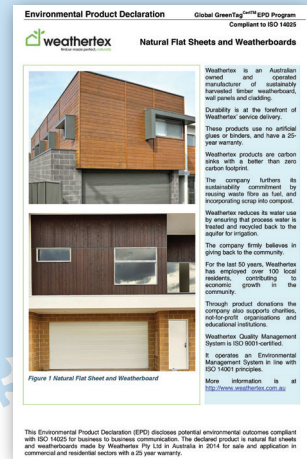 Environmental Product Declaration
Global GreenTag CertTM EPD Program
Compliant to ISO 14025
weathertex
Natural Flat Sheets and Weatherboards
Weathertex is an Australian
owned and operated
manufacturer of sustainably
harvested timber weatherboard,
wall panels and cladding.
Durability is at the forefront of
Weathertex' service delivery.
These products use no artificial
glues or binders, and have a 25-
year warranty.
Weathertex products are carbon
sinks with a better than zero
carbon footprint.
The company furthers its
sustainability commitment by
reusing waste fibre as fuel, and
incorporating scrap into compost.
Weathertex reduces its water use
by ensuring that process water is
treated and recycled back to the
aquifer for irrigation.
The company firmly believes in
giving back to the community.
For the last 50 years, Weathertex
has employed over 100 local
residents, contributing to
economic growth in the
community.
Through product donations the
company also supports charities,
not-for-profit organisations and
educational institutions.
Weathertex Quality Management
System is ISO 9001-certified.
It operates an Environmental
Management System in line with
ISO 14001 principles.
More information is at
http://www.weathertex.com.au
Figure 1 Natural Flat Sheet and Weatherboard
This Environmental Product Declaration (EPD) discloses potential environmental outcomes compliant
with ISO 14025 for business to business communication. The declared product is natural flat sheets
and weatherboards made by Weathertex Pty Ltd in Australia in 2014 for sale and application in
commercial and residential sectors with a 25 year warranty.